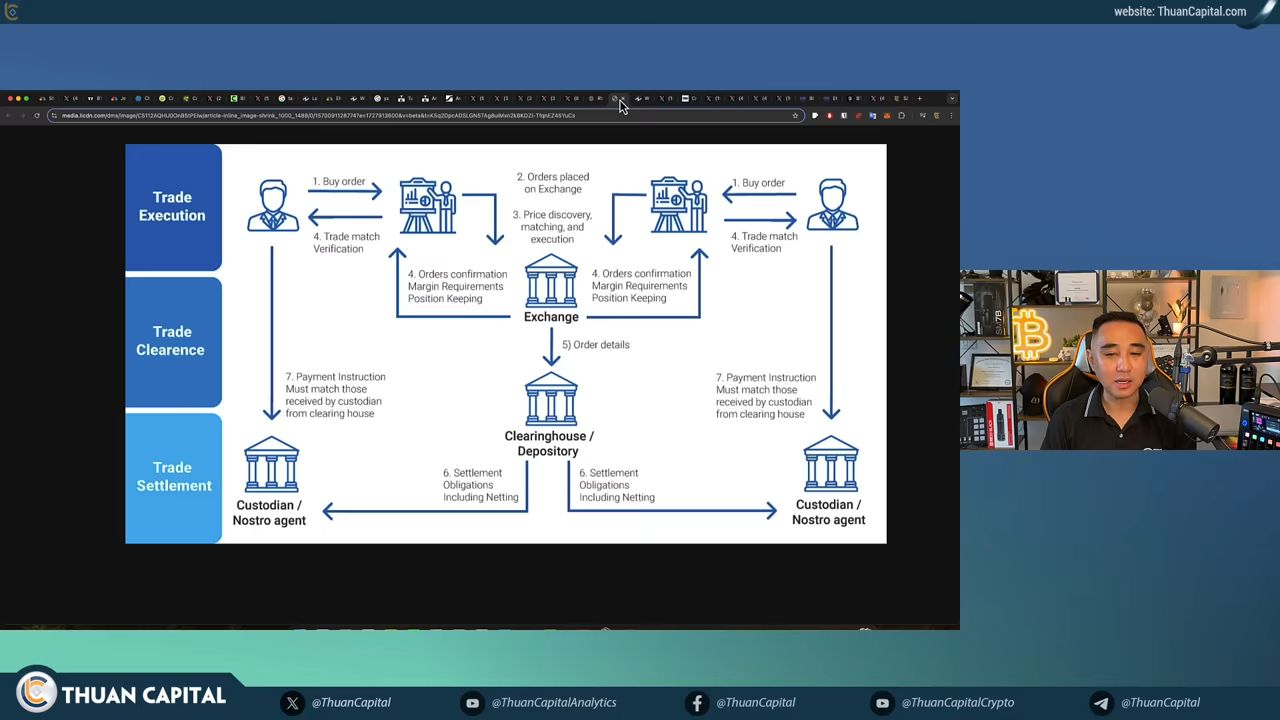 website: ThuanCapital.com
Trade
Execution
1. Buy order
4. Trade match
Verification
2. Orders placed
on Exchange
3. Price discovery,
matching, and
execution
1. Buy order
4. Trade match
Verification
4. Orders confirmation
Margin Requirements
Position Keeping
4. Orders confirmation
Margin Requirements
Position Keeping
Exchange
Trade
Clearence
5) Order details
7. Payment Instruction
Must match those
received by custodian
from clearing house
7. Payment Instruction
Must match those
received by custodian
from clearing house
Clearinghouse /
Depository
Trade
Settlement
6. Settlement
Obligations
Including Netting
6. Settlement
Obligations
Including Netting
Custodian /
Nostro agent
Custodian /
Nostro agent
SM7B
THUAN CAPITAL
@ThuanCapital
@ThuanCapitalAnalytics
@ThuanCapital
@ThuanCapitalCrypto
@ThuanCapital